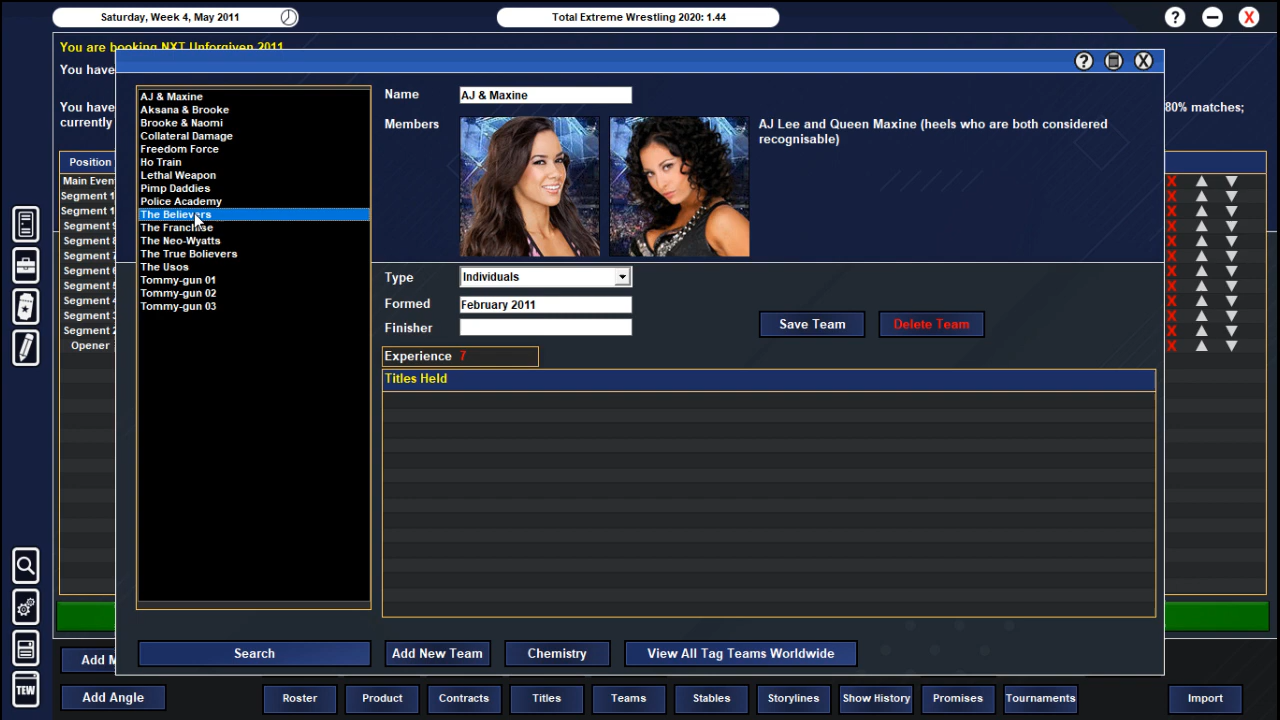 Saturday, Week 4, May 2011
Total Extreme Wrestling 2020: 1.44
? X
You are booking NXT Unforgiven 2011
You have
You have
currently
80% matches;
? X
AJ & Maxine
Aksana & Brooke
Brooke & Naomi
Collateral Damage
Freedom Force
Ho Train
Lethal Weapon
Pimp Daddies
Police Academy
The Believers
The Franchise
The Neo-Wyatts
The True Believers
The Usos
Tommy-gun 01
Tommy-gun 02
Tommy-gun 03
Name AJ & Maxine
Members
AJ Lee and Queen Maxine (heels who are both considered
recognisable)
Type Individuals
Formed February 2011
Finisher
Save Team Delete Team
Experience 7
Titles Held
Position
Main Even
Segment 1
Segment 1
Segment 9
Segment 8
Segment 7
Segment 6
Segment 5
Segment 4
Segment 3
Segment 2
Opener
X
X
X
X
X
X
X
X
X
X
X
X
Search Add New Team Chemistry View All Tag Teams Worldwide
Add M
Add Angle Roster Product Contracts Titles Teams Stables Storylines Show History Promises Tournaments Import
TEW